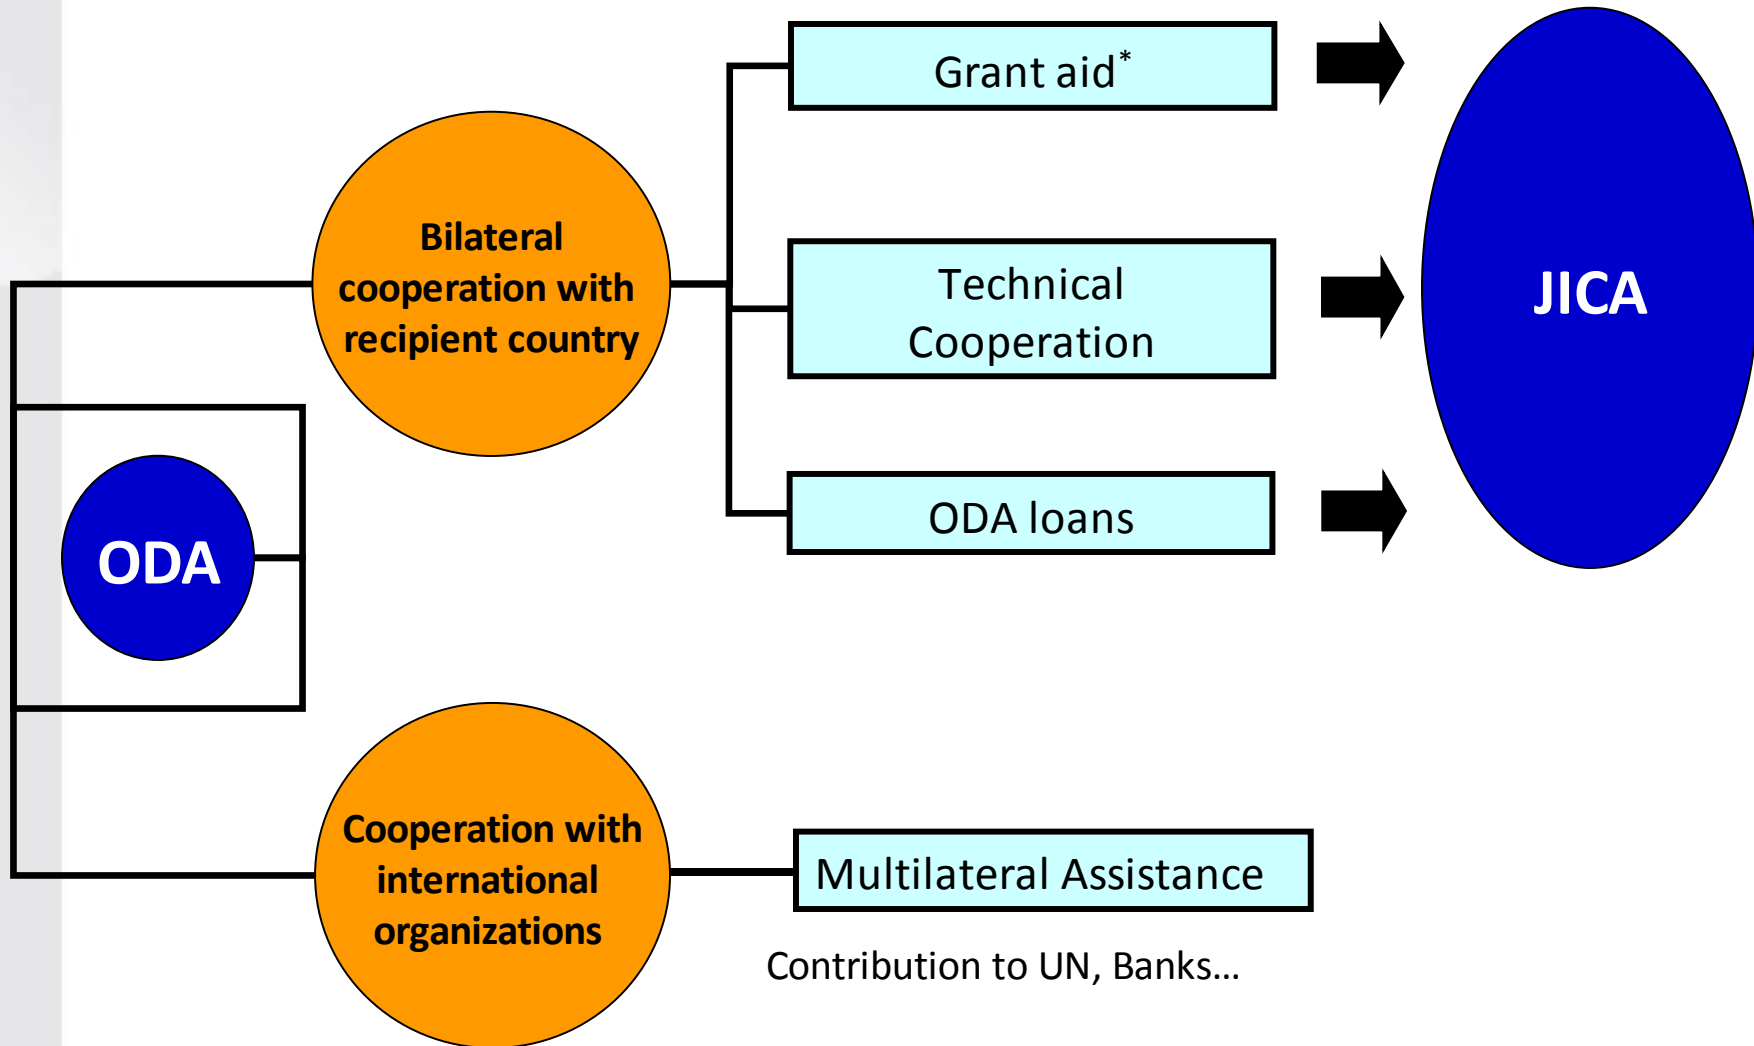 Grant aid*
Bilateral
cooperation with
recipient country
Technical
Cooperation
JICA
ODA loans
ODA
Cooperation with
international
organizations
Multilateral Assistance
Contribution to UN, Banks…